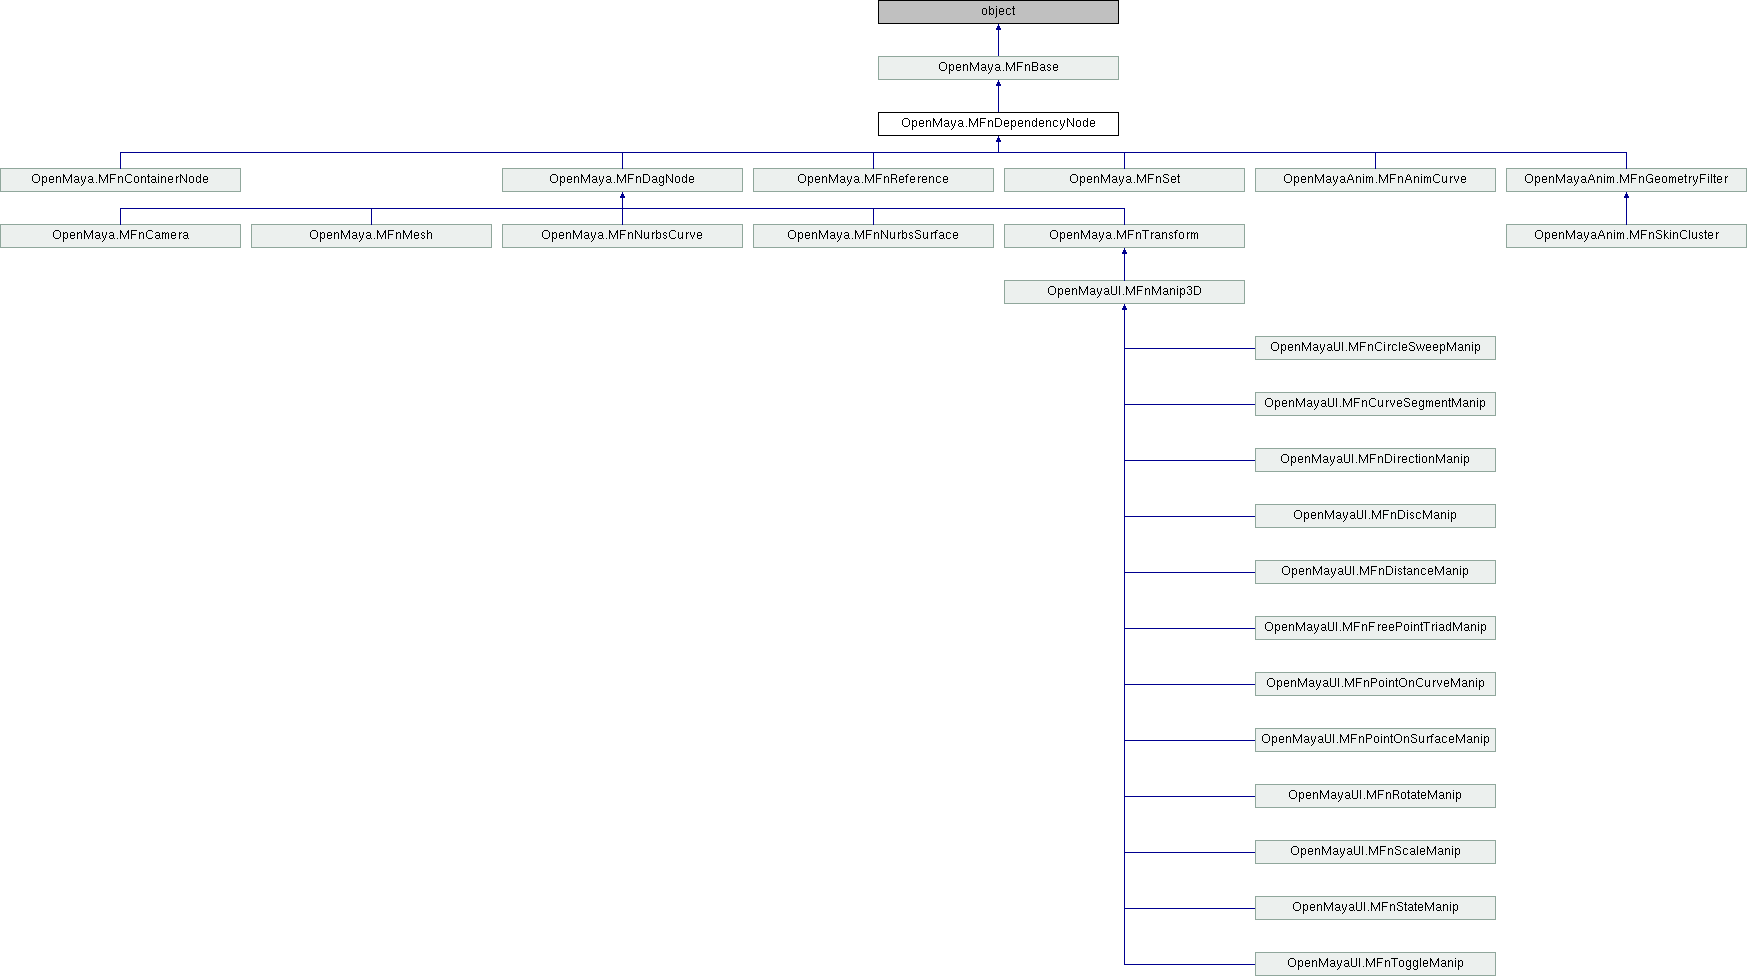 object
OpenMaya.MFnBase
OpenMaya.MFnDependencyNode
OpenMaya.MFnContainerNode
OpenMaya.MFnDagNode
OpenMaya.MFnReference
OpenMaya.MFnSet
OpenMayaAnim.MFnAnimCurve
OpenMayaAnim.MFnGeometryFilter
OpenMaya.MFnCamera
OpenMaya.MFnMesh
OpenMaya.MFnNurbsCurve
OpenMaya.MFnNurbsSurface
OpenMaya.MFnTransform
OpenMayaAnim.MFnSkinCluster
OpenMayaUI.MFnManip3D
OpenMayaUI.MFnCircleSweepManip
OpenMayaUI.MFnCurveSegmentManip
OpenMayaUI.MFnDirectionManip
OpenMayaUI.MFnDiscManip
OpenMayaUI.MFnDistanceManip
OpenMayaUI.MFnFreePointTriadManip
OpenMayaUI.MFnPointOnCurveManip
OpenMayaUI.MFnPointOnSurfaceManip
OpenMayaUI.MFnRotateManip
OpenMayaUI.MFnScaleManip
OpenMayaUI.MFnStateManip
OpenMayaUI.MFnToggleManip